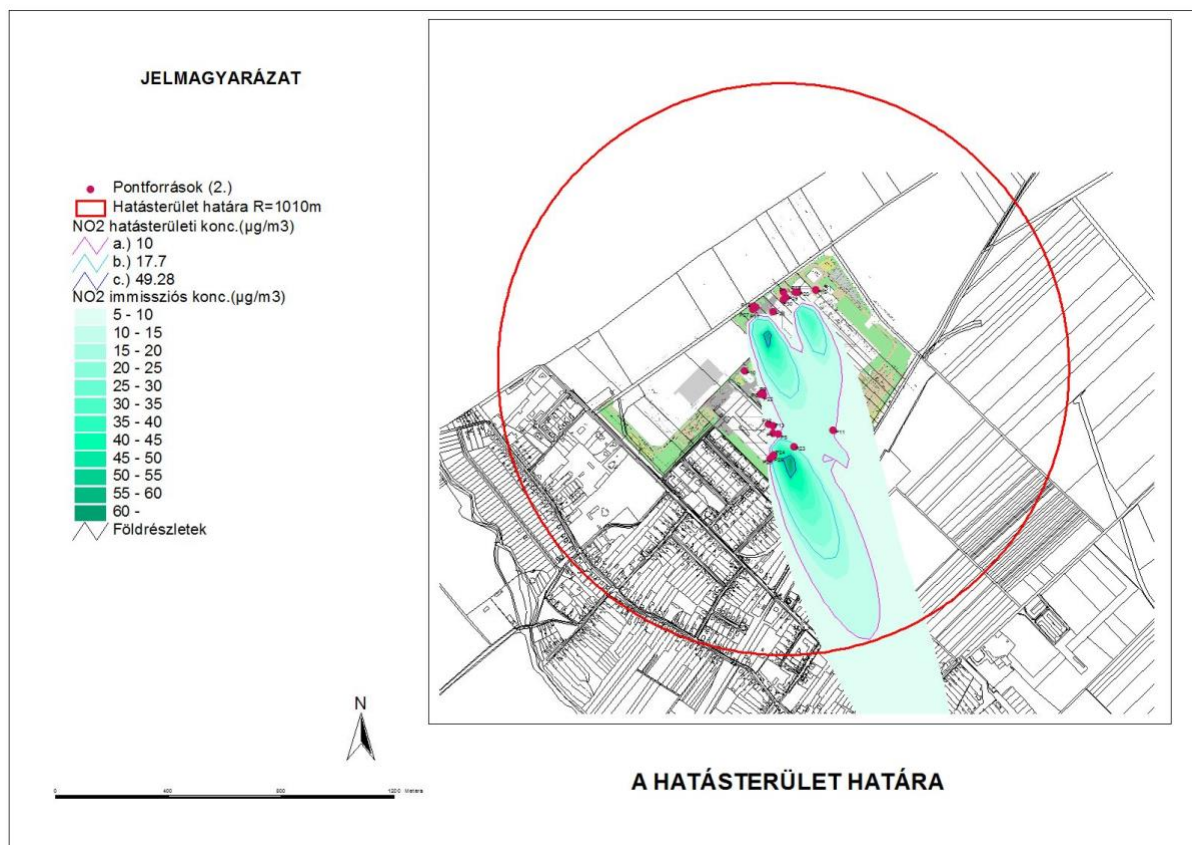 JELMAGYARÁZAT
Pontforrások (2.)
Hatásterület határa R=1010m
NO2 hatásterületi konc.(µg/m3)
a.) 10
b.) 17.7
c.) 49.28
NO2 immissziós konc.(µg/m3)
5 - 10
10 - 15
15 - 20
20 - 25
25 - 30
30 - 35
35 - 40
40 - 45
45 - 50
50 - 55
55 - 60
60 -
Földrészletek
N
0 400 800 1200 Meters
A HATÁSTERÜLET HATÁRA